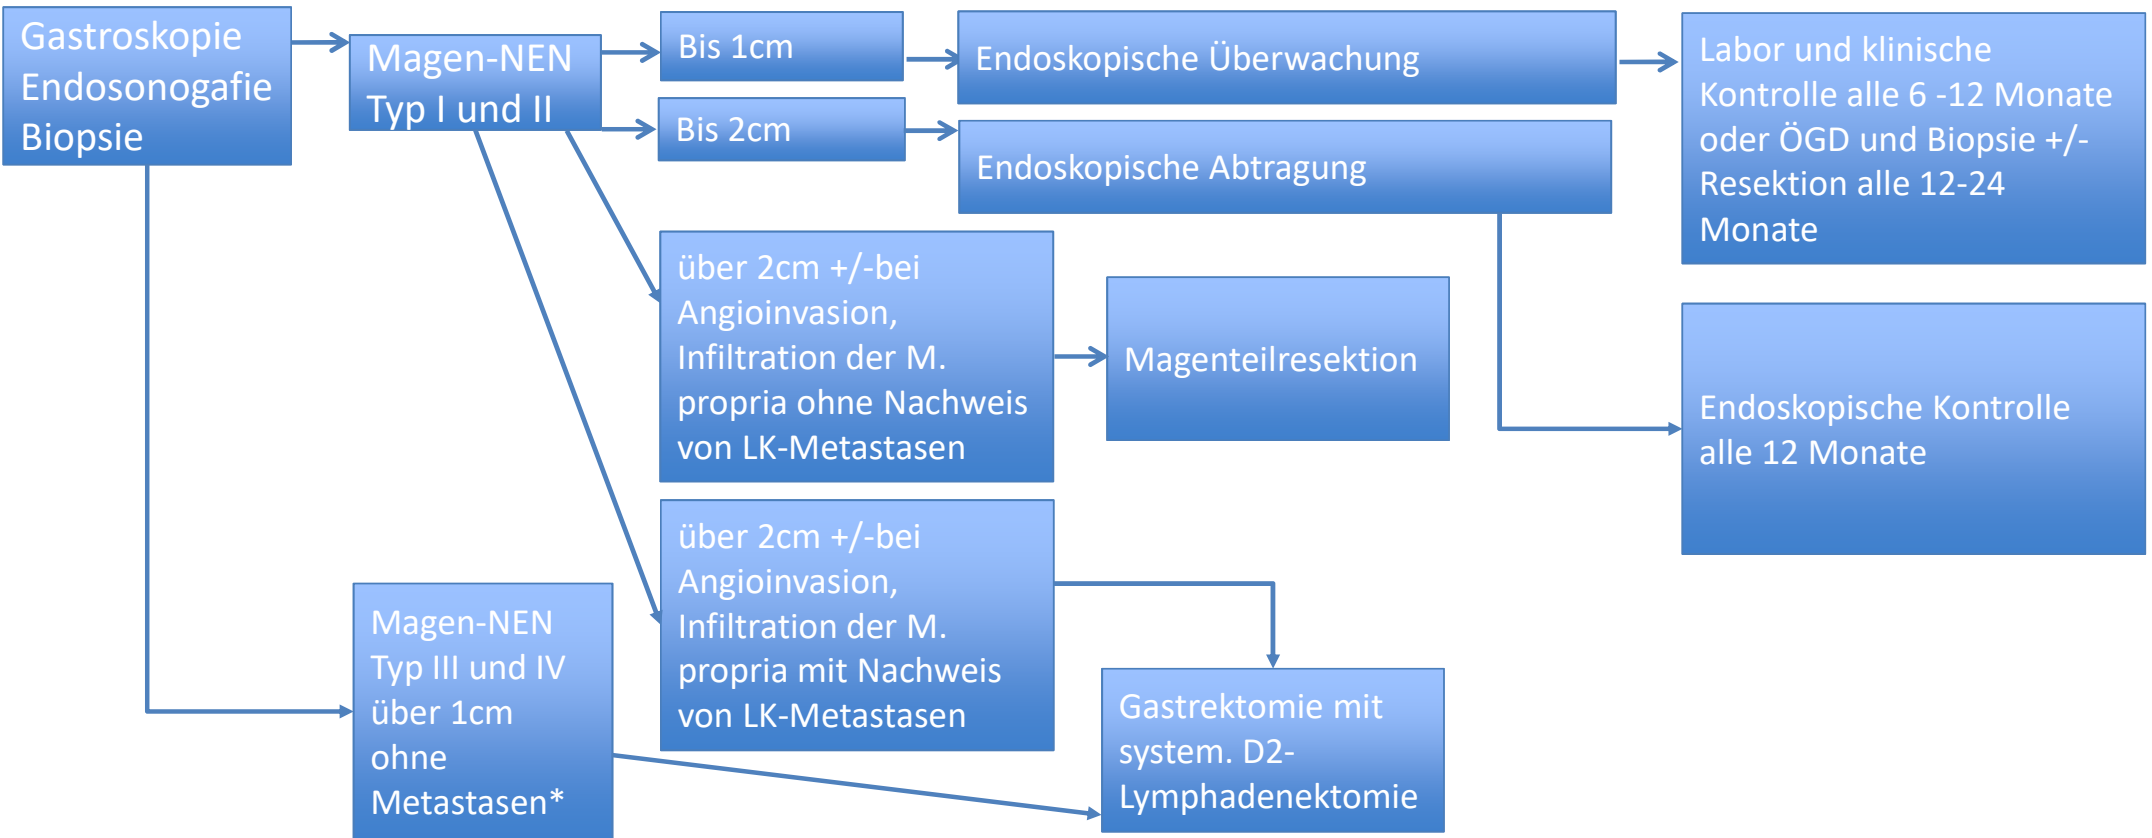 Gastroskopie
Endosonogafie
Biopsie
Magen-NEN
Typ I und II
Bis 1cm
Bis 2cm
Endoskopische Überwachung
Endoskopische Abtragung
Labor und klinische
Kontrolle alle 6 -12 Monate
oder ÖGD und Biopsie +/-
Resektion alle 12-24
Monate
über 2cm +/-bei
Angioinvasion,
Infiltration der M.
propria ohne Nachweis
von LK-Metastasen
Magenteilresektion
Endoskopische Kontrolle
alle 12 Monate
über 2cm +/-bei
Angioinvasion,
Infiltration der M.
propria mit Nachweis
von LK-Metastasen
Magen-NEN
Typ III und IV
über 1cm
ohne
Metastasen*
Gastrektomie mit
system. D2-
Lymphadenektomie